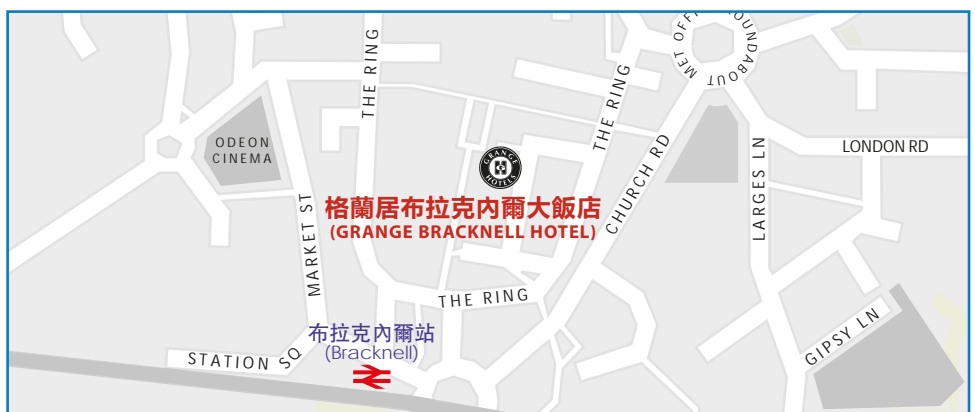 MET OFFICE ROUNDABOUT
THE RING
THE RING
ODEON
CINEMA
LONDON RD
GRANGE
H
HOTELS
CHURCH RD
LARGES LN
MARKET ST
格蘭居布拉克內爾大飯店
(GRANGE BRACKNELL HOTEL)
THE RING
GIPSY LN
布拉克內爾站
(Bracknell)
STATION SQ